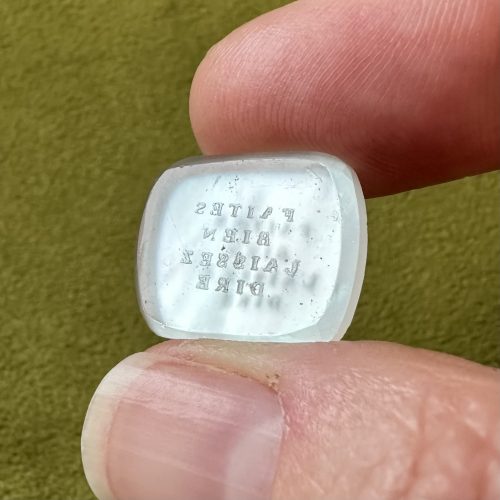 FAITES
BIEN
LAISSEZ
DIRE